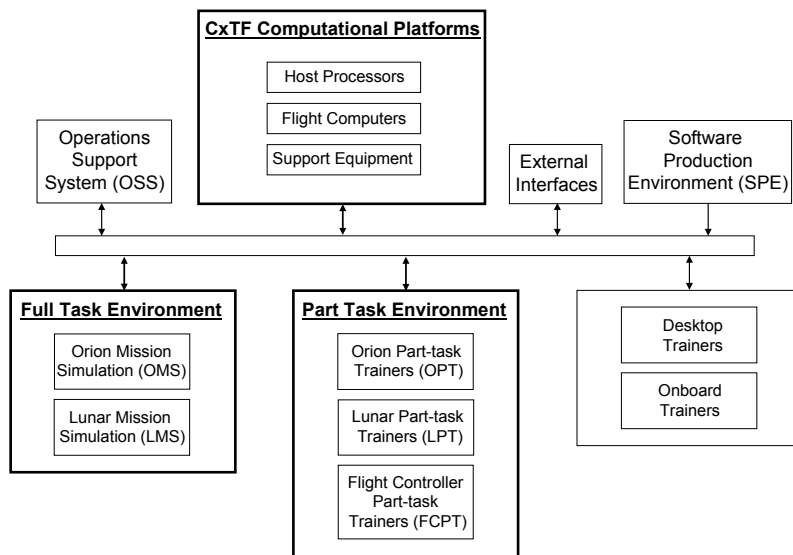 CxTF Computational Platforms
Host Processors
Flight Computers
Support Equipment
Operations
Support
System (OSS)
External
Interfaces
Software
Production
Environment (SPE)
Full Task Environment
Orion Mission
Simulation (OMS)
Lunar Mission
Simulation (LMS)
Part Task Environment
Orion Part-task
Trainers (OPT)
Lunar Part-task
Trainers (LPT)
Flight Controller
Part-task
Trainers (FCPT)
Desktop
Trainers
Onboard
Trainers